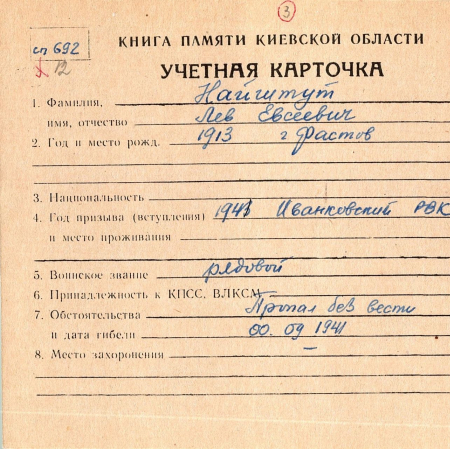 3
сп 692
х 12
КНИГА ПАМЯТИ КИЕВСКОЙ ОБЛАСТИ
УЧЕТНАЯ КАРТОЧКА
1. Фамилия, Найштут
имя, отчество Лев Евсеевич
2. Год и место рожд. 1913 г Фастов
3. Национальность
4. Год призыва (вступления) 1941 Иванковский РВК
и место проживания
5. Воинское звание рядовой
6. Принадлежность к КПСС, ВЛКСМ
7. Обстоятельства Пропал без вести
и дата гибели 00.09 1941
8. Место захоронения –